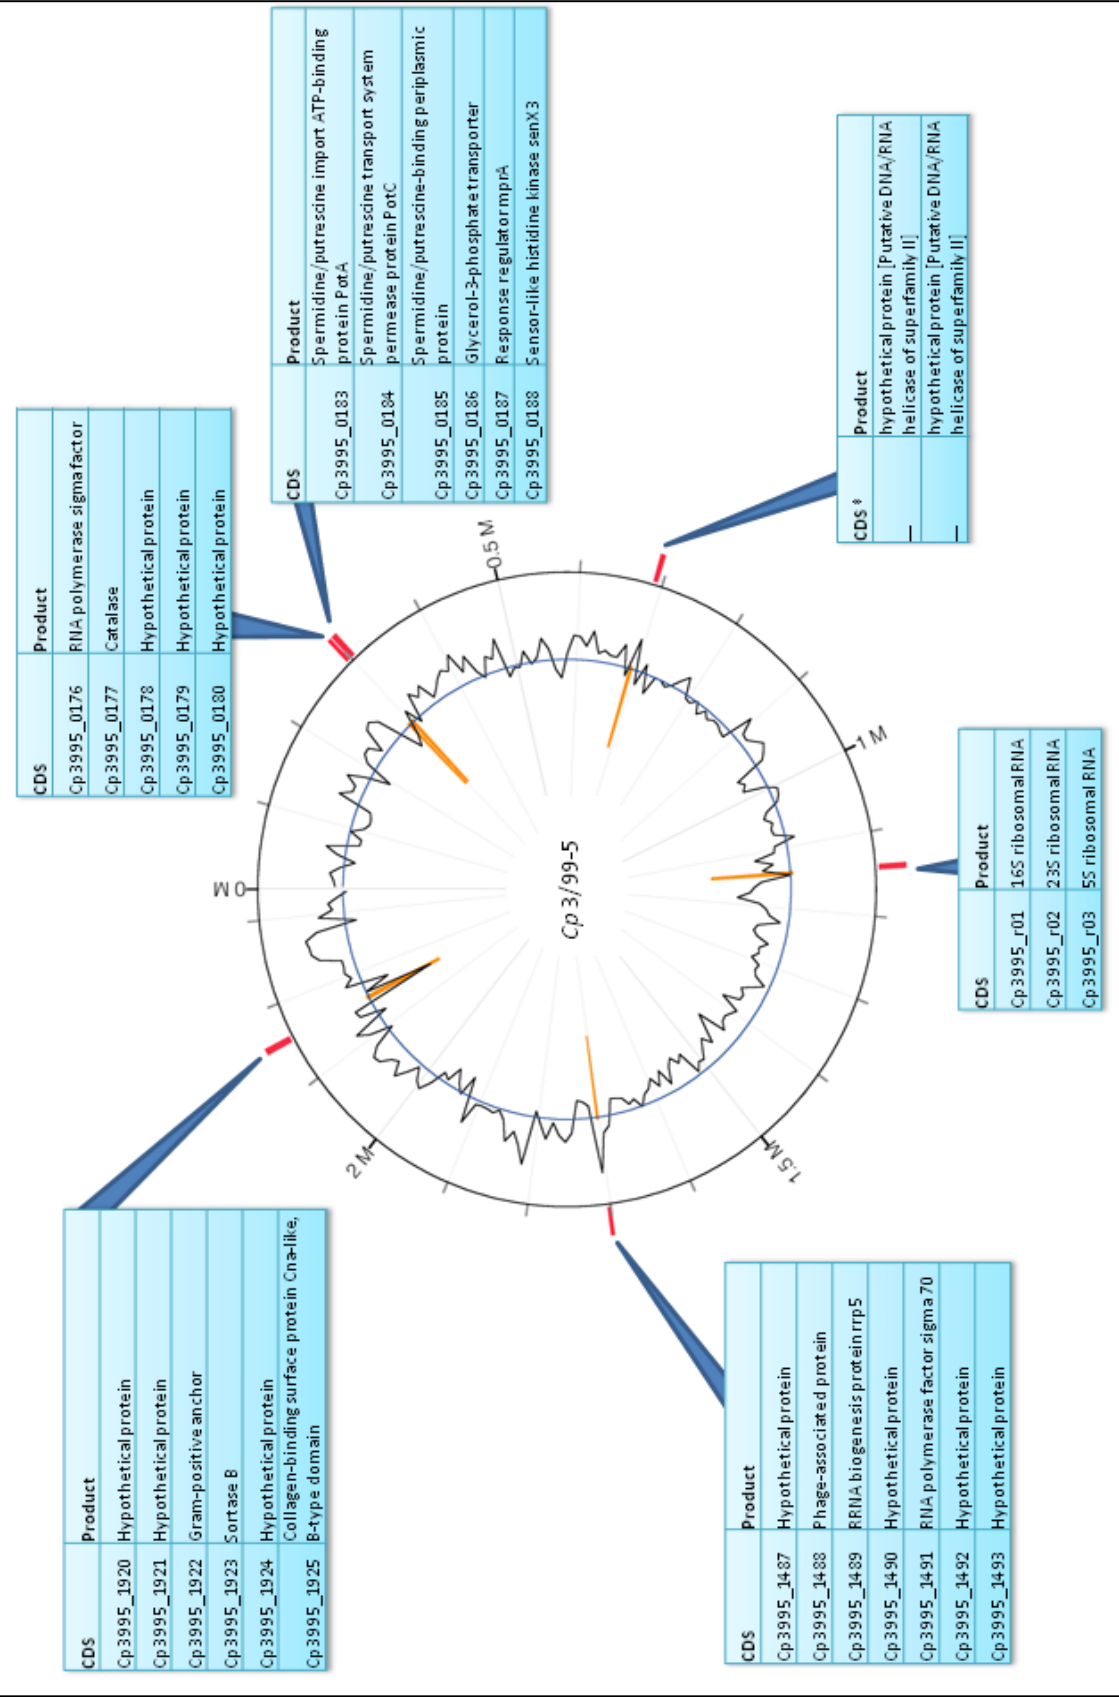 CDS Product
Cp3995_1920 Hypothetical protein
Cp3995_1921 Hypothetical protein
Cp3995_1922 Gram-positive anchor
Cp3995_1923 Sortase B
Cp3995_1924 Hypothetical protein
Collagen-binding surface protein Cna-like,
Cp3995_1925 B-type domain
CDS Product
Cp3995_0176 RNA polymerase sigma factor
Cp3995_0177 Catalase
Cp3995_0178 Hypothetical protein
Cp3995_0179 Hypothetical protein
Cp3995_0180 Hypothetical protein
CDS Product
Spermidine/putrescine import ATP-binding
Cp3995_0183 protein PotA
Spermidine/putrescine transport system
Cp3995_0184 permease protein PotC
Spermidine/putrescine-binding periplasmic
Cp3995_0185 protein
Cp3995_0186 Glycerol-3-phosphate transporter
Cp3995_0187 Response regulator mprA
Cp3995_0188 Sensor-like histidine kinase senX3
0 M
0.5 M
1 M
1.5 M
2 M
Cp 3/99-5
CDS Product
Cp3995_1487 Hypothetical protein
Cp3995_1488 Phage-associated protein
Cp3995_1489 RRNA biogenesis protein rrp5
Cp3995_1490 Hypothetical protein
Cp3995_1491 RNA polymerase factor sigma 70
Cp3995_1492 Hypothetical protein
Cp3995_1493 Hypothetical protein
CDS Product
Cp3995_r01 16S ribosomal RNA
Cp3995_r02 23S ribosomal RNA
Cp3995_r03 5S ribosomal RNA
CDS * Product
hypothetical protein [Putative DNA/RNA
_ helicase of superfamily II]
hypothetical protein [Putative DNA/RNA
_ helicase of superfamily II]